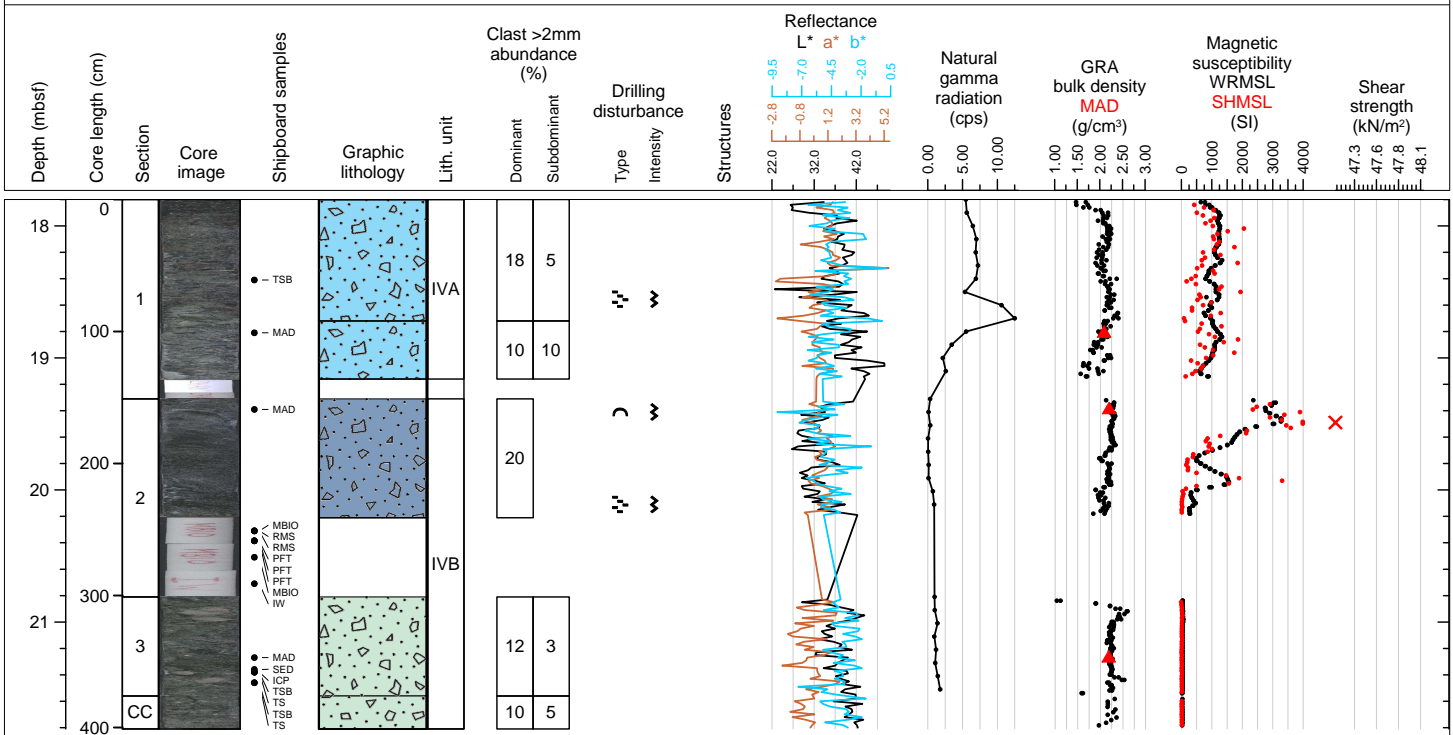 Depth (mbsf)
Core length (cm)
Section
Core
image
Shipboard samples
Graphic
lithology
Lith. unit
Clast >2mm
abundance
(%)
Dominant
Subdominant
Drilling
disturbance
Type
Intensity
Structures
Reflectance
L* a* b*
-9.5 -7.0 -4.5 -2.0 0.5
-2.8 -0.8 1.2 3.2 5.2
22.0 32.0 42.0
Natural
gamma
radiation
(cps)
0.00 5.00 10.00
GRA
bulk density
MAD
(g/cm³)
1.00 1.50 2.00 2.50 3.00
Magnetic
susceptibility
WRMSL
SHMSL
(SI)
0 1000 2000 3000 4000
Shear
strength
(kN/m²)
47.3 47.6 47.8 48.1
0
18
18 5
TSB
IVA
1
100
MAD
10 10
19
MAD
20
200
20
2
MBIO
RMS
RMS
PFT
PFT
PFT
MBIO
IW
IVB
300
21
3
12 3
MAD
SED
ICP
TSB
TS
TSB
TS
CC
10 5
400